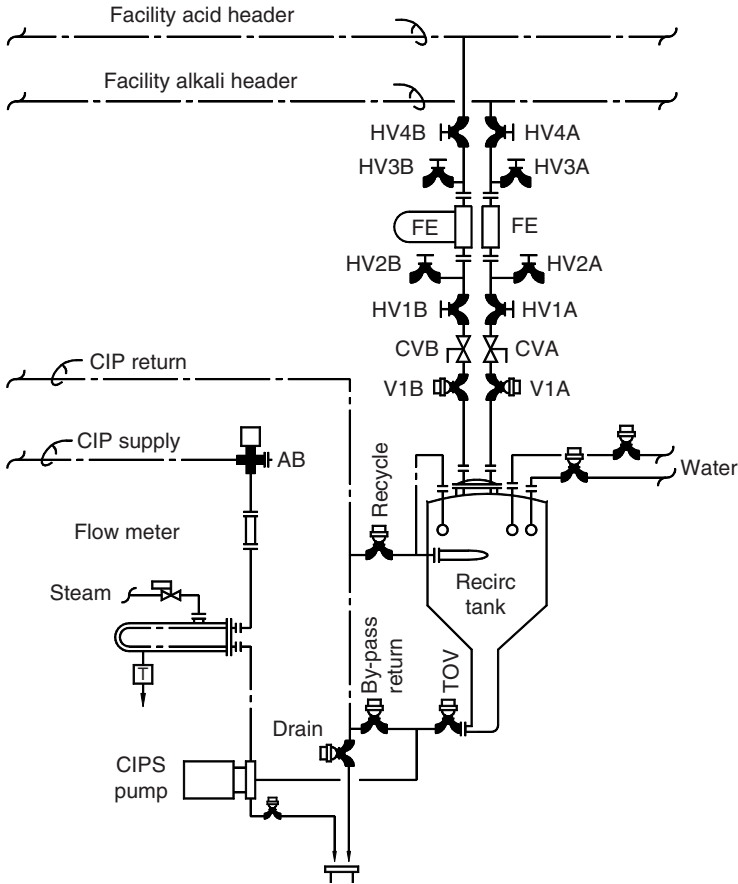 Facility acid header
Facility alkali header
HV4B
HV4A
HV3B
HV3A
FE
FE
HV2B
HV2A
HV1B
HV1A
CVB
CVA
V1B
V1A
CIP return
CIP supply
AB
Recycle
Water
Flow meter
Steam
Recirc
tank
T
By-pass
return
TOV
Drain
CIPS
pump